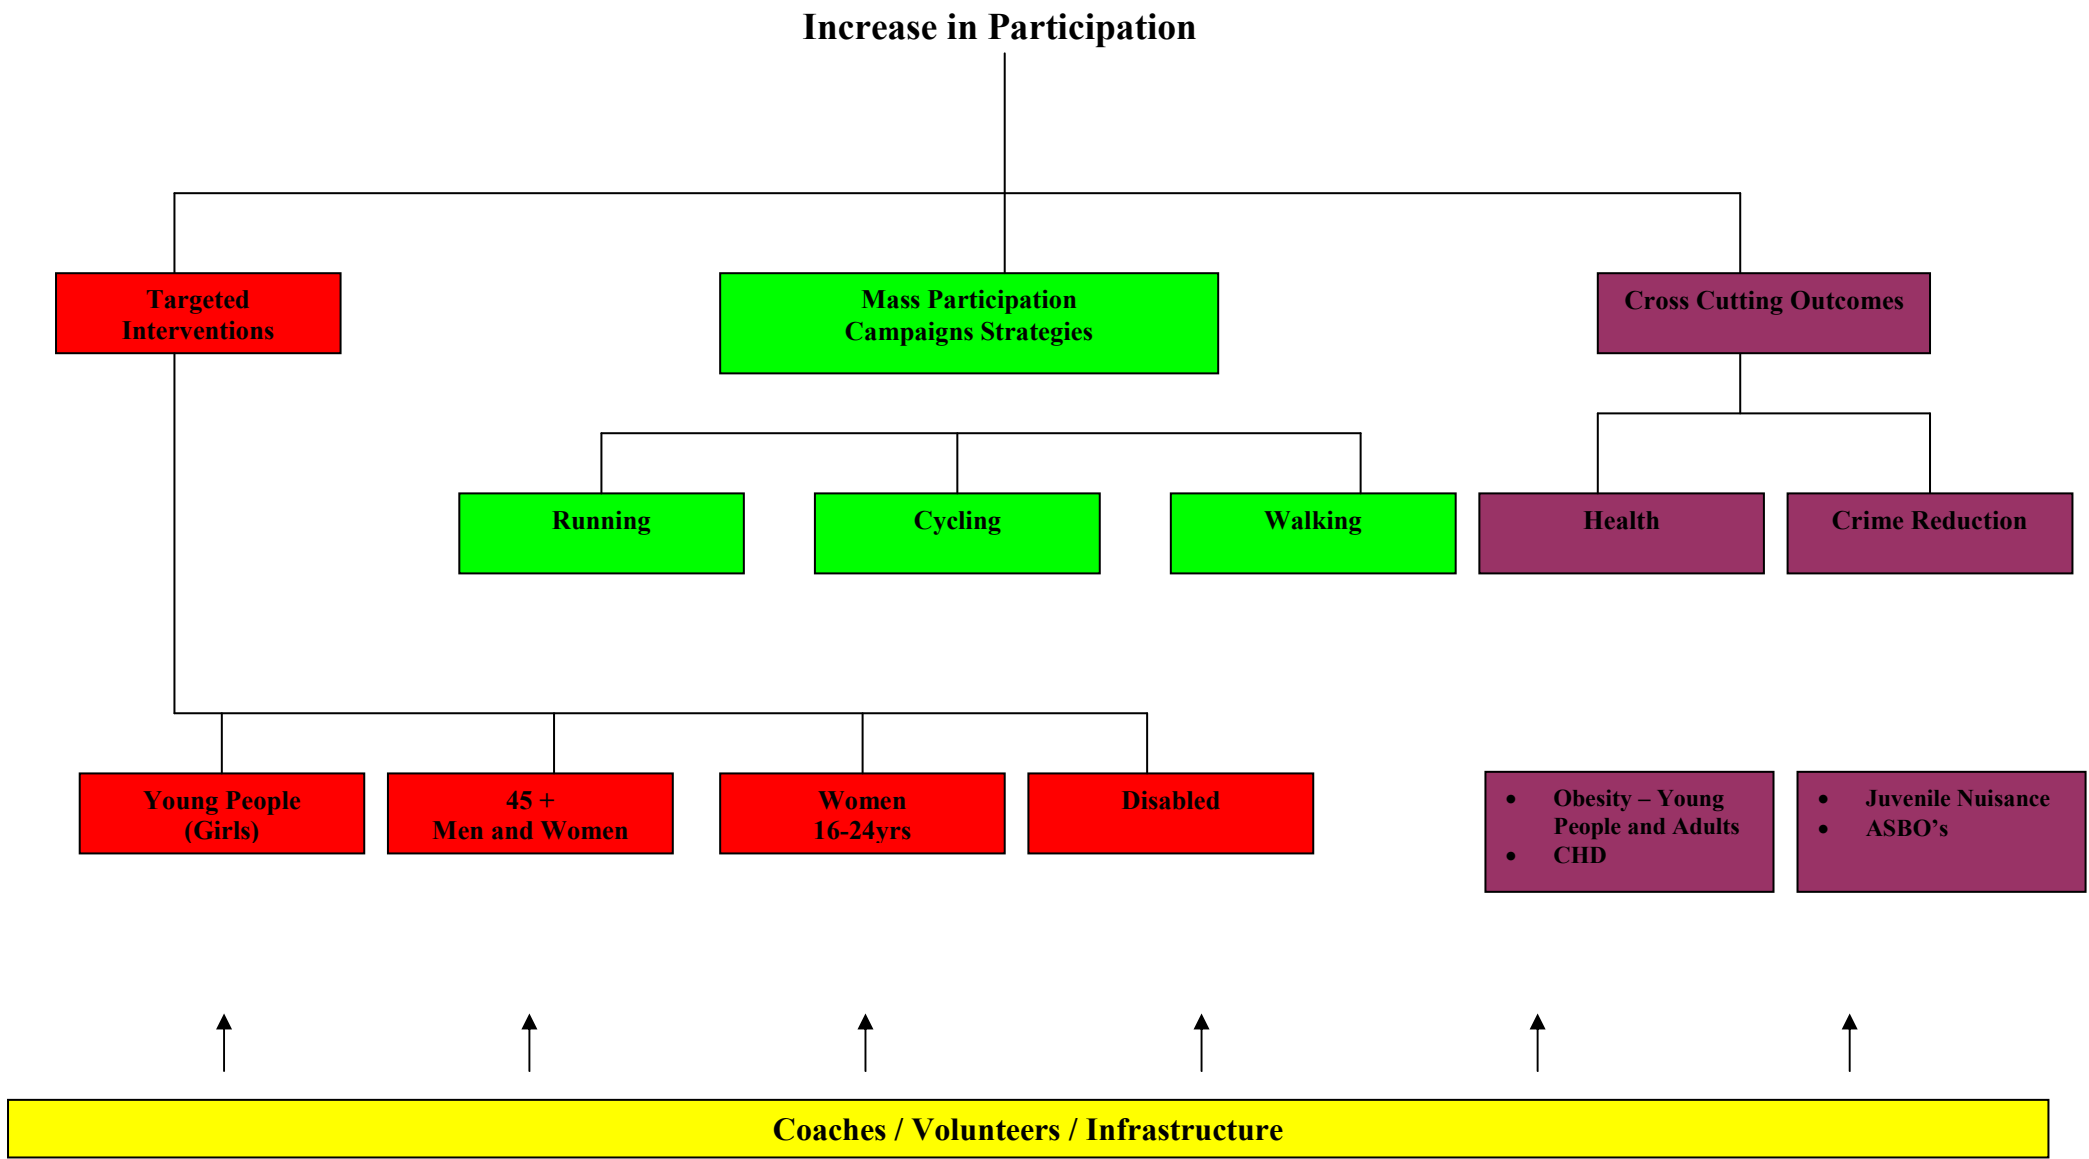 Increase in Participation
Targeted
Interventions
Mass Participation
Campaigns Strategies
Cross Cutting Outcomes
Running
Cycling
Walking
Health
Crime Reduction
Young People
(Girls)
45 +
Men and Women
Women
16-24yrs
Disabled
• Obesity – Young
People and Adults
• CHD
• Juvenile Nuisance
• ASBO’s
Coaches / Volunteers / Infrastructure